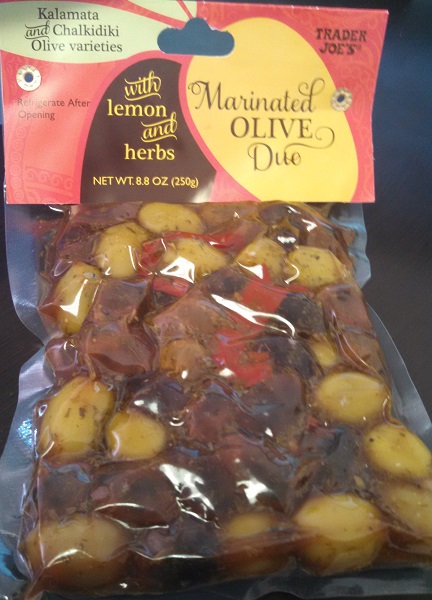 Kalamata
and Chalkidiki
Olive varieties
TRADER
JOE'S
Refrigerate After
Opening
with
lemon
and
herbs
Marinated
OLIVE
Duo
NET WT. 8.8 OZ (250g)